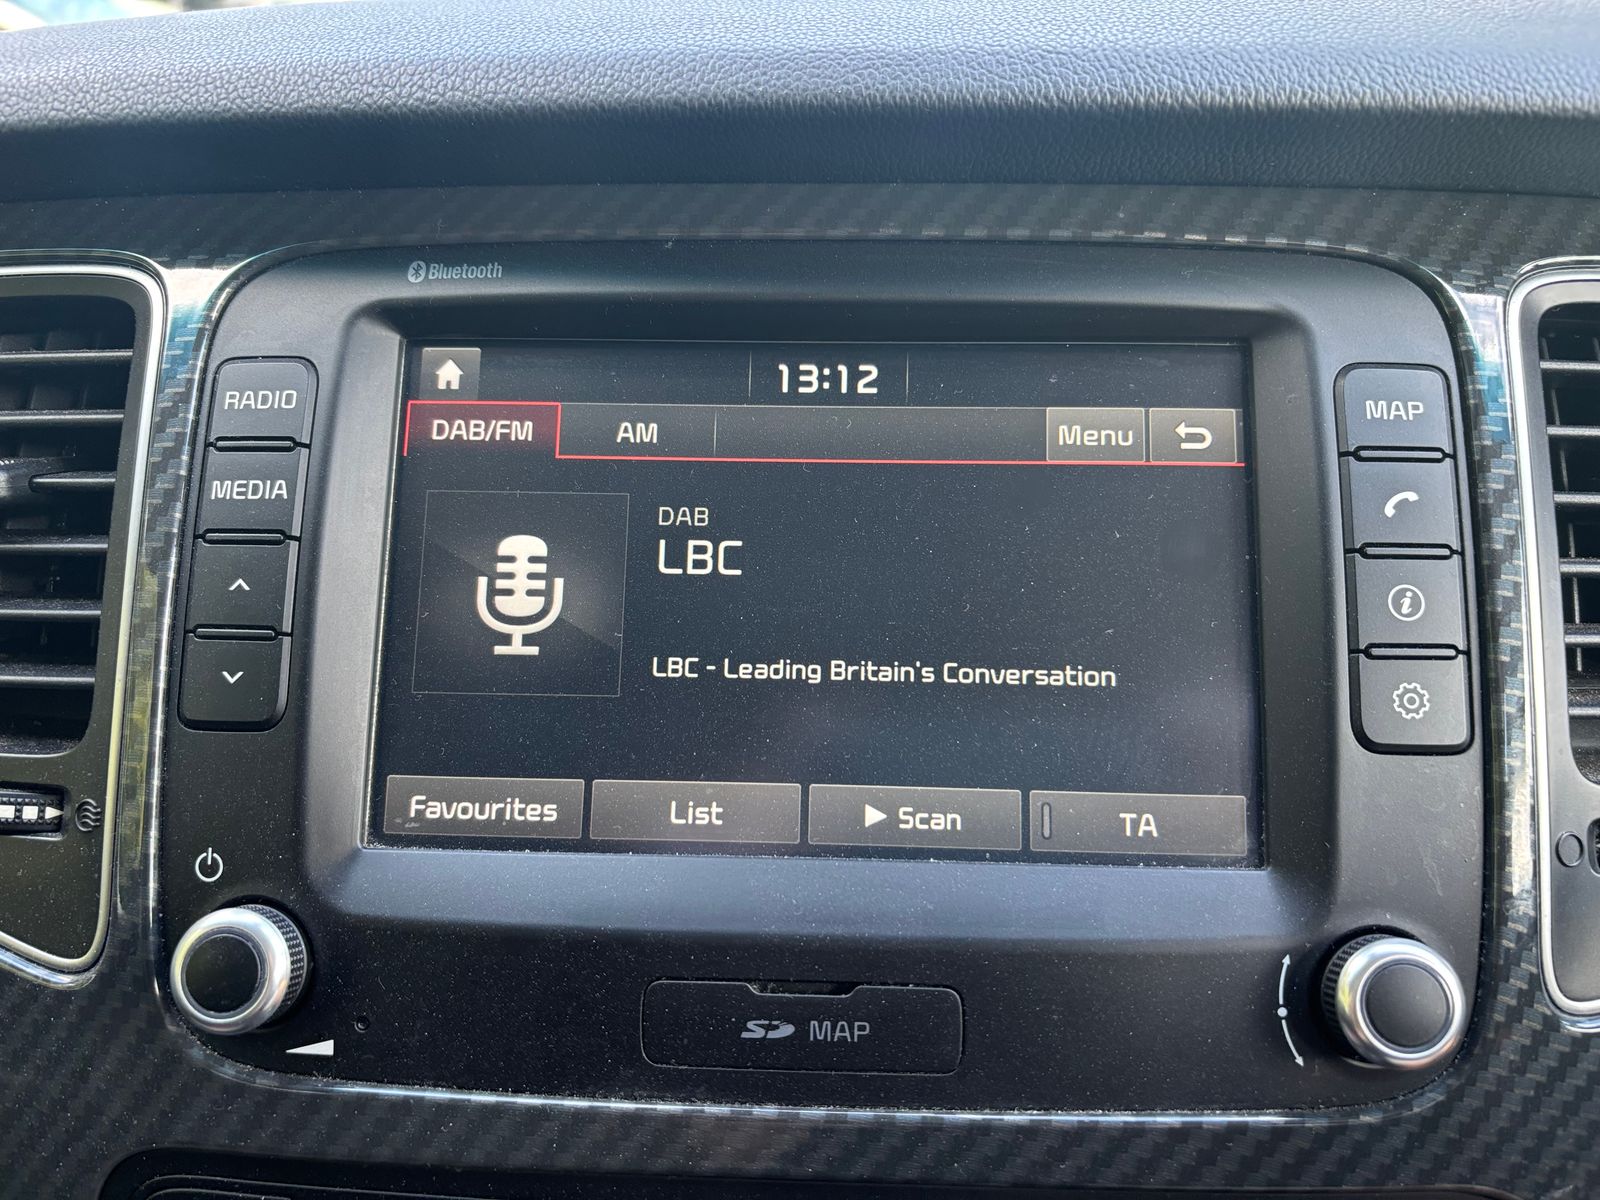 Bluetooth
RADIO
MEDIA
13:12
DAB/FM
AM
Menu
DAB
LBC
LBC - Leading Britain's Conversation
Favourites
List
Scan
TA
MAP
i
SD MAP